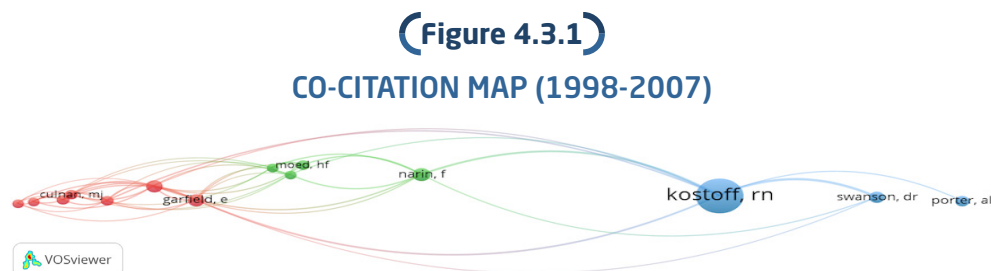 Figure 4.3.1
CO-CITATION MAP (1998-2007)
moed, hf
narin, f
culnan, mj
garfield, e
kostoff, rn
swanson, dr
porter, al
VOSviewer